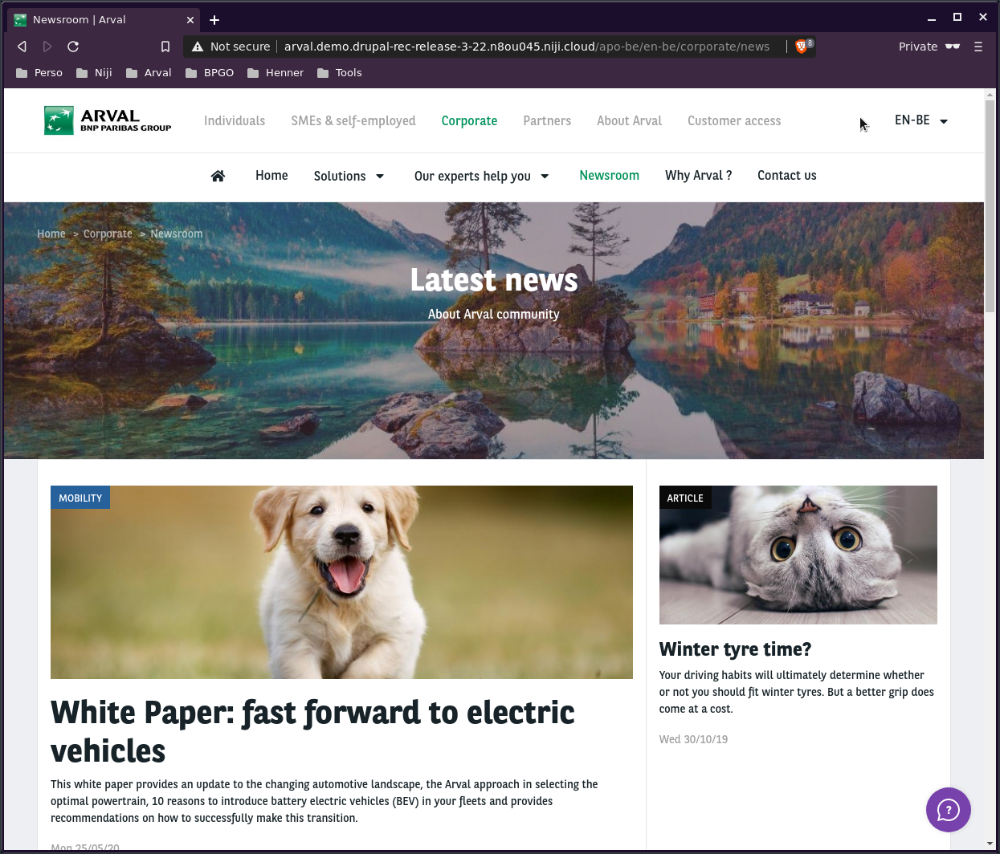 Newsroom | Arval
Not secure arval.demo.drupal-rec-release-3-22.n8ou045.niji.cloud/apo-be/en-be/corporate/news 8 Private
Perso Niji Arval BPGO Henner Tools
ARVAL
BNP PARIBAS GROUP
Individuals SMEs & self-employed Corporate Partners About Arval Customer access EN-BE
Home Solutions Our experts help you Newsroom Why Arval ? Contact us
Home > Corporate > Newsroom
Latest news
About Arval community
MOBILITY
White Paper: fast forward to electric
vehicles
This white paper provides an update to the changing automotive landscape, the Arval approach in selecting the
optimal powertrain, 10 reasons to introduce battery electric vehicles (BEV) in your fleets and provides
recommendations on how to successfully make this transition.
Mon 25/05/20
ARTICLE
Winter tyre time?
Your driving habits will ultimately determine whether
or not you should fit winter tyres. But a better grip does
come at a cost.
Wed 30/10/19
?